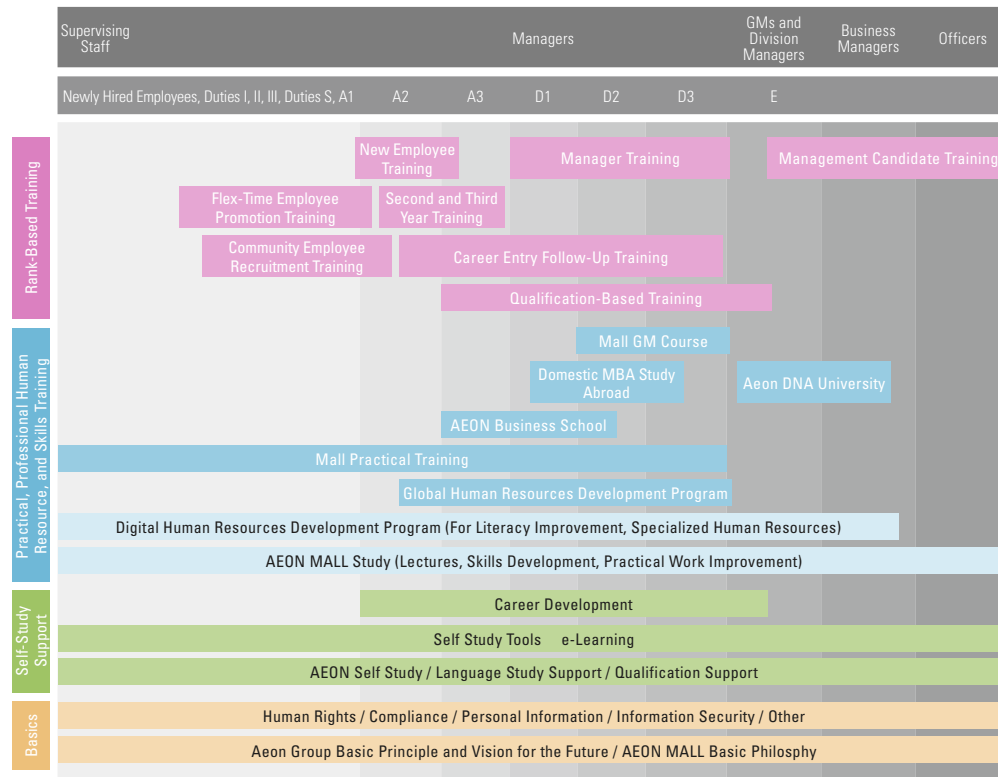 Supervising
Staff
Managers
GMs and
Division
Managers
Business
Managers
Officers
Newly Hired Employees, Duties I, II, III, Duties S, A1
A2
A3
D1
D2
D3
E
Rank-Based Training
New Employee
Training
Manager Training
Management Candidate Training
Flex-Time Employee
Promotion Training
Second and Third
Year Training
Community Employee
Recruitment Training
Career Entry Follow-Up Training
Qualification-Based Training
Practical, Professional Human
Resource, and Skills Training
Mall GM Course
Domestic MBA Study
Abroad
Aeon DNA University
AEON Business School
Mall Practical Training
Global Human Resources Development Program
Digital Human Resources Development Program (For Literacy Improvement, Specialized Human Resources)
AEON MALL Study (Lectures, Skills Development, Practical Work Improvement)
Self-Study
Support
Career Development
Self Study Tools e-Learning
AEON Self Study / Language Study Support / Qualification Support
Basics
Human Rights / Compliance / Personal Information / Information Security / Other
Aeon Group Basic Principle and Vision for the Future / AEON MALL Basic Philosphy